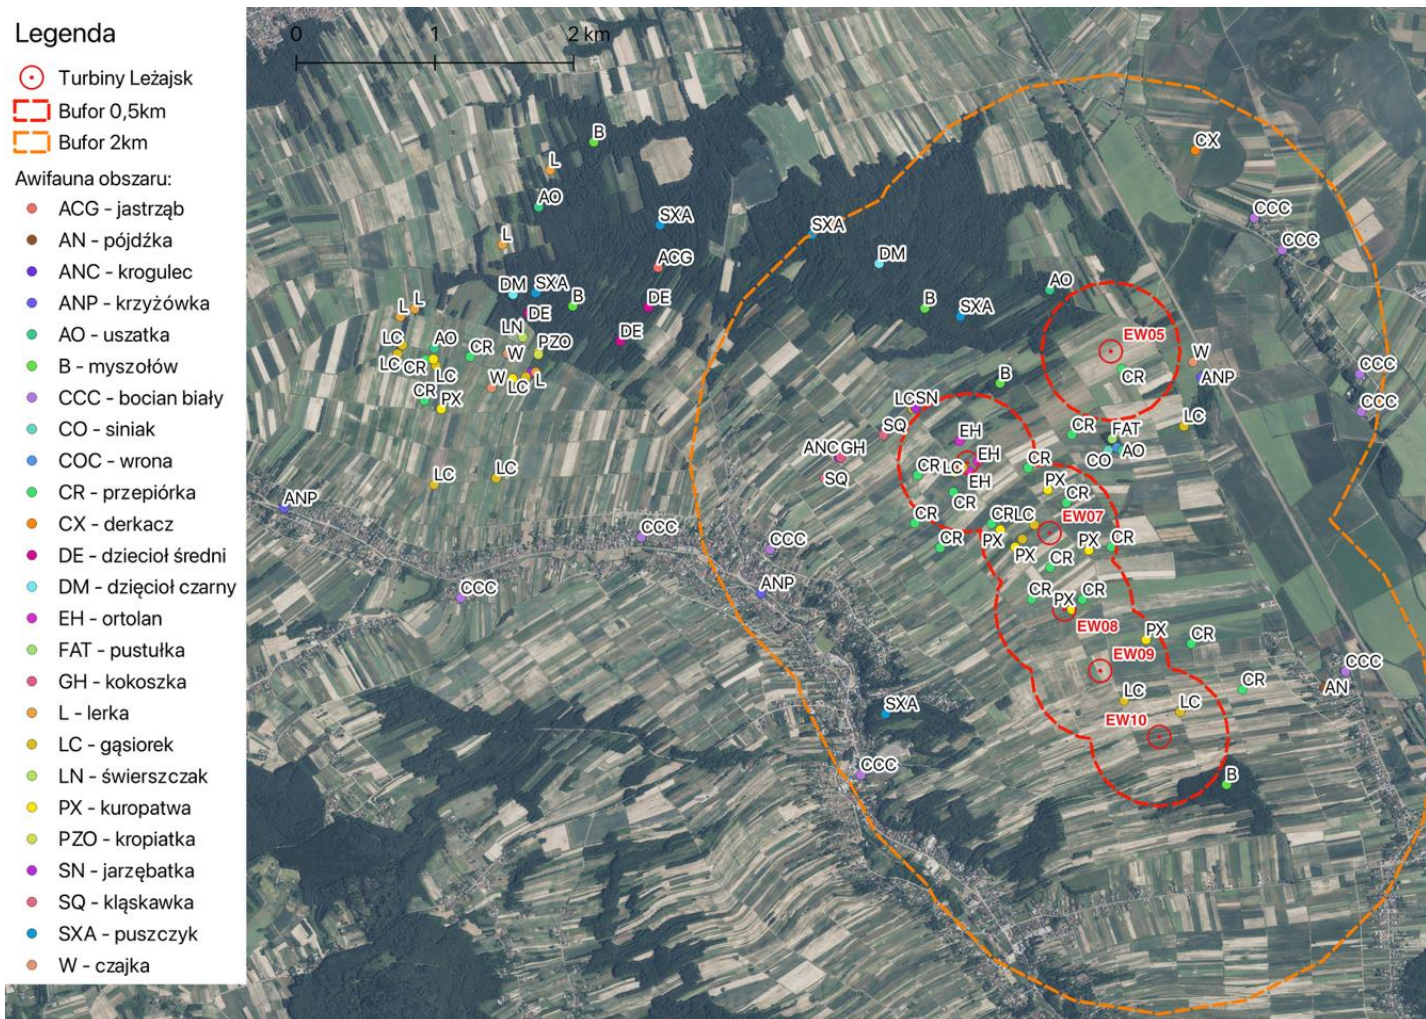 Legenda
Turbiny Leżajsk
Bufor 0,5km
Bufor 2km
Awifauna obszaru:
ACG - jastrząb
AN - pójdźka
ANC - krogulec
ANP - krzyżówka
AO - uszatka
B - myszołów
CCC - bocian biały
CO - siniak
COC - wrona
CR - przepiórka
CX - derkacz
DE - dziecioł średni
DM - dzięcioł czarny
EH - ortolan
FAT - pustułka
GH - kokoszka
L - lerka
LC - gąsiorek
LN - świerszczak
PX - kuropatwa
PZO - kropiatka
SN - jarzębatka
SQ - kląskawka
SXA - puszczyk
W - czajka
0 1 2 km
B
CX
L
AO
CCC
SXA
SXA
L
CCC
ACG
DM
AO
DM SXA
B
DE
B
SXA
L L
DE
LN
DE
EW05
LC
AO
CR
W
PZO
W
CCC
LC
CR
LC
W
LC
L
CR
ANP
B
CR
PX
LC SN
CCC
SQ
EH
CR
FAT
LC
ANC GH
EH
CO
AO
LC
LC
SQ
CR
LC
EH
CR
PX
ANP
CR
CR
CR
CR LC
EW07
CCC
CCC
CR
PX
PX
PX
CR
CR
CCC
ANP
CR
PX
CR
EW08
PX
CR
EW09
CCC
CR
AN
LC
LC
SXA
EW10
CCC
B